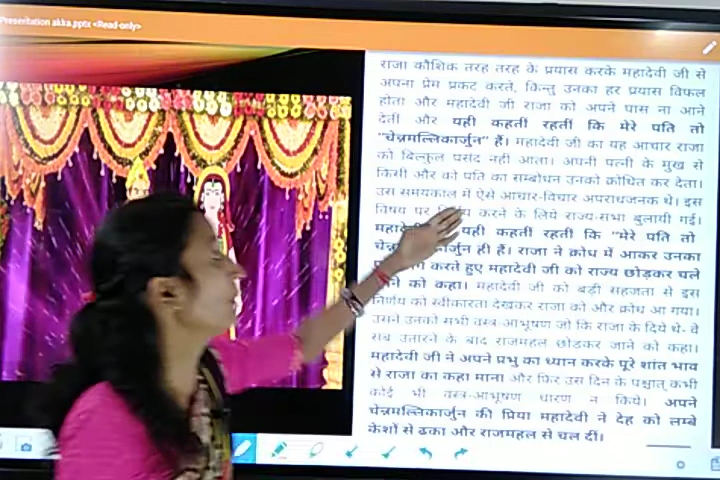 Presentation akka.pptx <Read-only>
राजा कौशिक तरह तरह के प्रयास करके महादेवी जी से
अपना प्रेम प्रकट करते, किन्तु उनका हर प्रयास विफल
होता और महादेवी जी राजा को अपने पास ना आने
देतीं और यही कहती रहतीं कि मेरे पति तो
"चेन्नमल्लिकार्जुन" हैं। महादेवी जी का यह आचार राजा
को बिल्कुल पसंद नहीं आता। अपनी पत्नी के मुख से
किसी और को पति का सम्बोधन उनको क्रोधित कर देता।
उस समयकाल में ऐसे आचार-विचार अपराधजनक थे। इस
विषय पर करने के लिये राज्य-सभा बुलायी गई।
यही कहती रहतीं कि "मेरे पति तो
ही हैं। राजा ने क्रोध में आकर उनका
करते हुए महादेवी जी को राज्य छोड़कर चले
को कहा। महादेवी जी को बड़ी सहजता से इस
निर्णय को स्वीकारता देखकर राजा को और क्रोध आ गया।
उसने उनको सभी वस्त्र-आभूषण जो कि राजा के दिये थे- वे
सब उतारने के बाद राजमहल छोडकर जाने को कहा।
महादेवी जी ने अपने प्रभु का ध्यान करके पूरे शांत भाव
से राजा का कहा माना और फिर उस दिन के पश्चात् कभी
कोई भी वस्त्र-आभूषण धारण न किये। अपने
चेन्नमल्लिकार्जुन की प्रिया महादेवी ने देह को लम्बे
केशों से ढका और राजमहल से चल दीं।